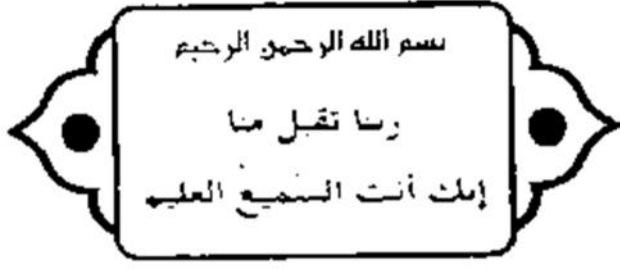 بسم الله الرحمن الرحيم
ربنا تقبل منا
إنك أنت السميع العليم